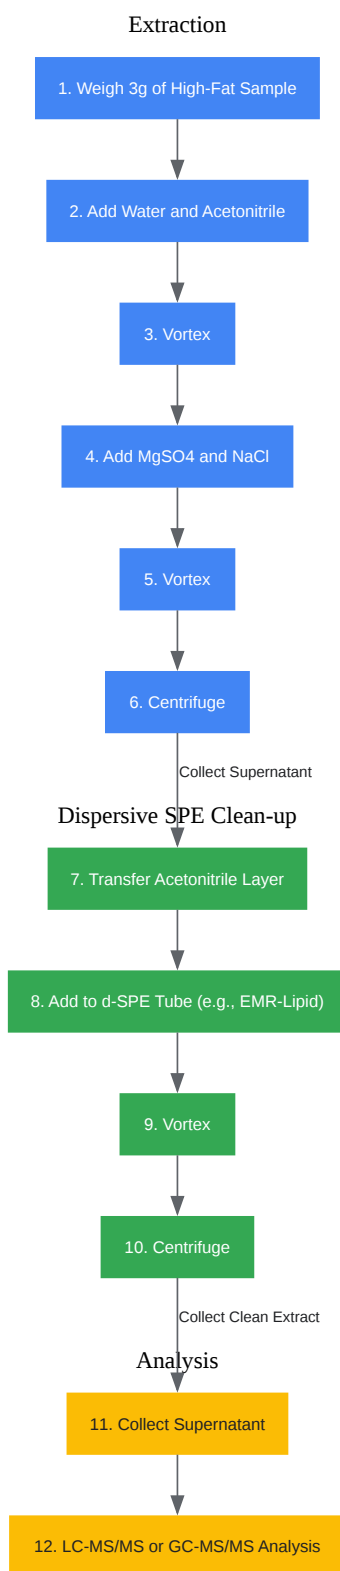 Extraction
1. Weigh 3g of High-Fat Sample
2. Add Water and Acetonitrile
3. Vortex
4. Add MgSO4 and NaCl
5. Vortex
6. Centrifuge
Collect Supernatant
Dispersive SPE Clean-up
7. Transfer Acetonitrile Layer
8. Add to d-SPE Tube (e.g., EMR-Lipid)
9. Vortex
10. Centrifuge
Collect Clean Extract
Analysis
11. Collect Supernatant
12. LC-MS/MS or GC-MS/MS Analysis